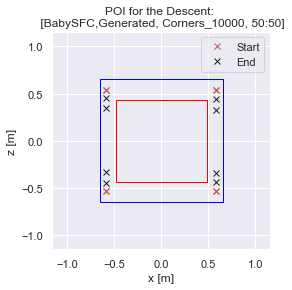 POI for the Descent:
[BabySFC,Generated, Corners_10000, 50:50]
Start
End
1.0
0.5
0.0
−0.5
−1.0
z [m]
−1.0 −0.5 0.0 0.5 1.0
x [m]